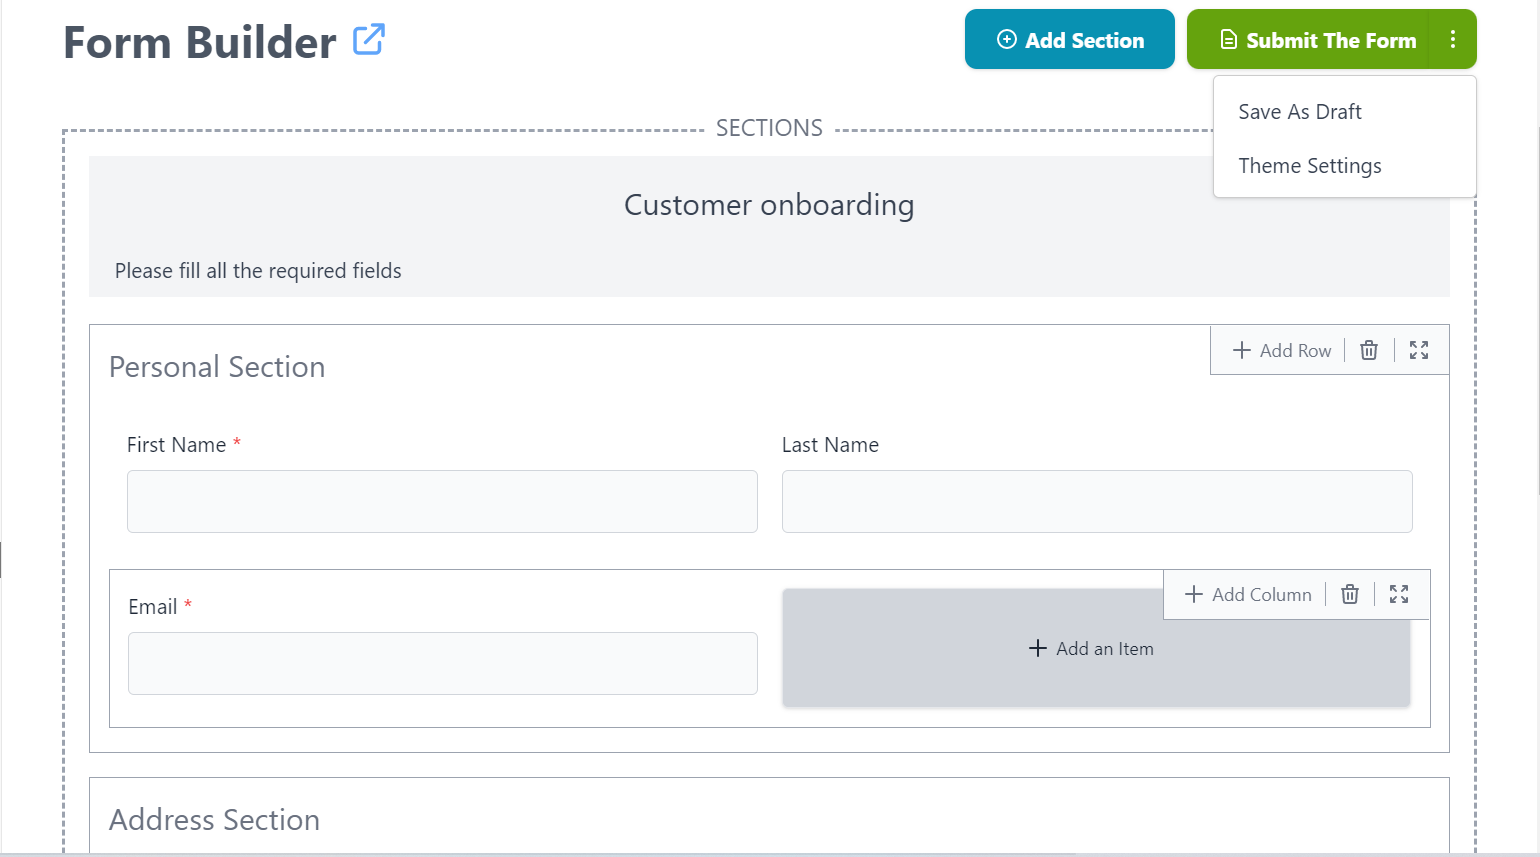 Form Builder
Add Section
Submit The Form
Save As Draft
Theme Settings
SECTIONS
Customer onboarding
Please fill all the required fields
Personal Section
Add Row
First Name *
Last Name
Email *
Add Column
Add an Item
Address Section